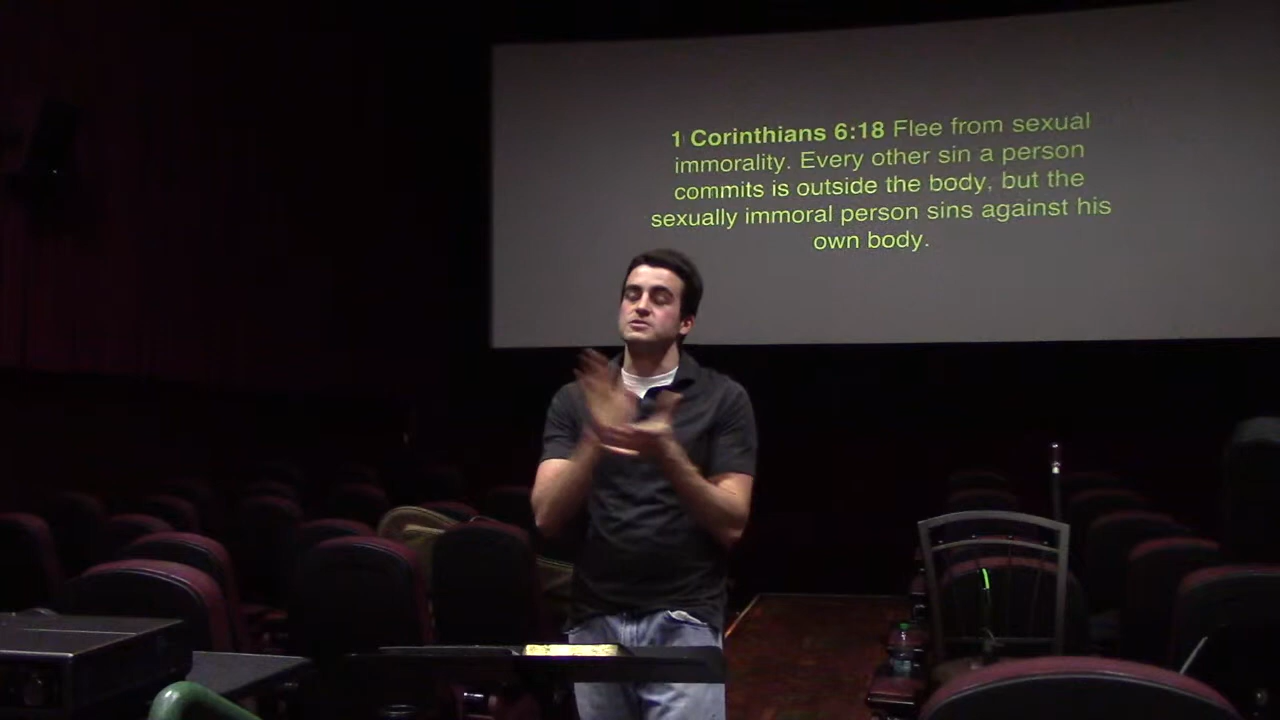 1 Corinthians 6:18 Flee from sexual
immorality. Every other sin a person
commits is outside the body, but the
sexually immoral person sins against his
own body.